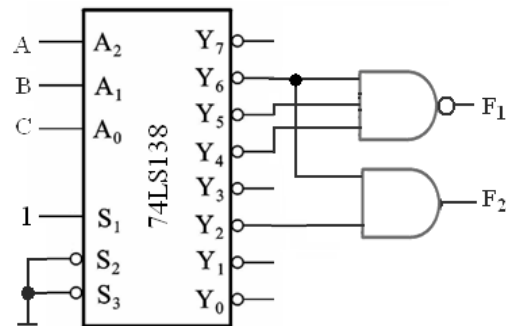 A
B
C
1
A₂
A₁
A₀
S₁
S₂
S₃
74LS138
Y₇
Y₆
Y₅
Y₄
Y₃
Y₂
Y₁
Y₀
F₁
F₂